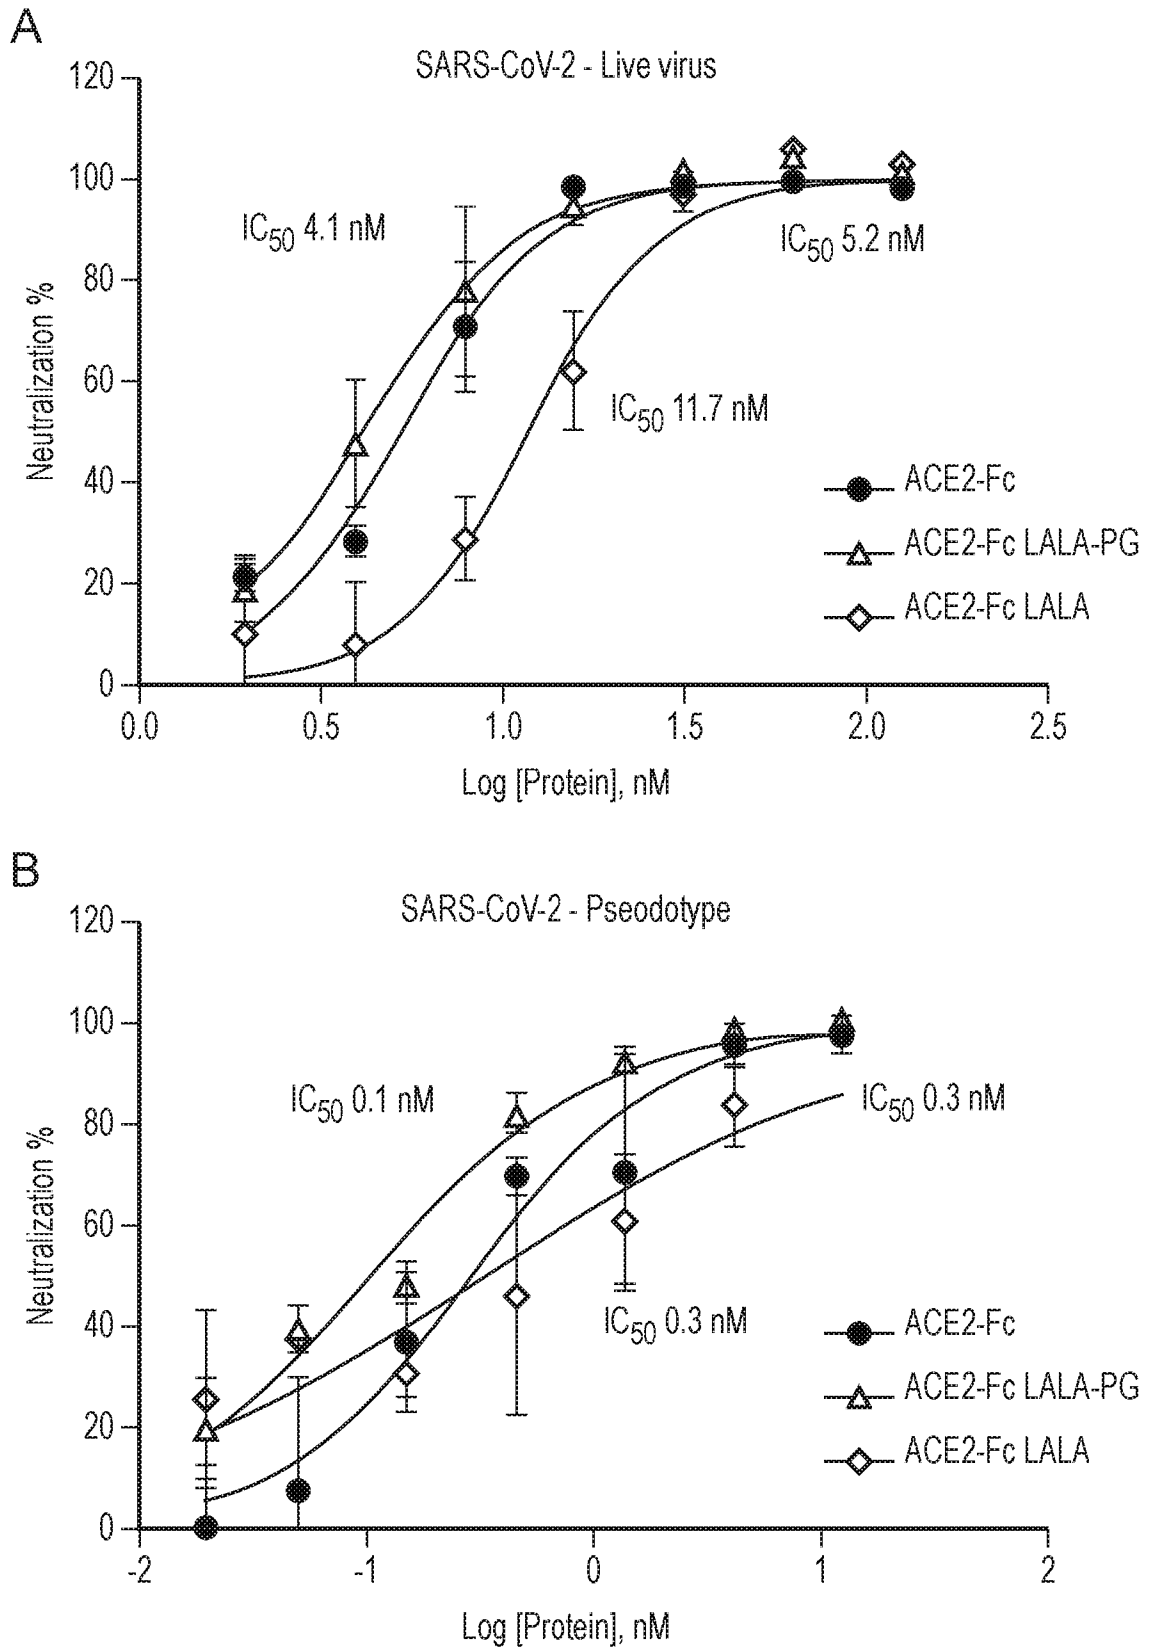 A
SARS-CoV-2 - Live virus
120
100
80
60
40
20
0
Neutralization %
IC50 4.1 nM
IC50 5.2 nM
IC50 11.7 nM
ACE2-Fc
ACE2-Fc LALA-PG
ACE2-Fc LALA
0.0 0.5 1.0 1.5 2.0 2.5
Log [Protein], nM
B
SARS-CoV-2 - Pseodotype
120
100
80
60
40
20
0
Neutralization %
IC50 0.1 nM
IC50 0.3 nM
IC50 0.3 nM
ACE2-Fc
ACE2-Fc LALA-PG
ACE2-Fc LALA
-2 -1 0 1 2
Log [Protein], nM